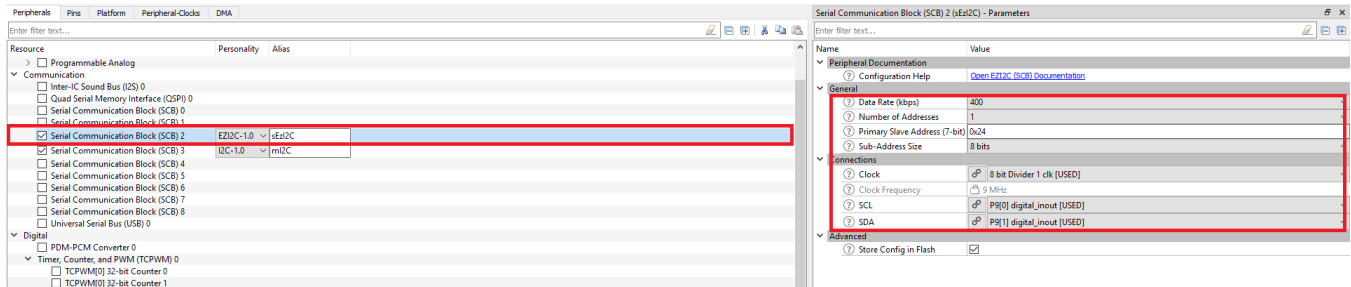 Peripherals Pins Platform Peripheral-Clocks DMA
Enter filter text...
Resource Personality Alias
Programmable Analog
Communication
Inter-IC Sound Bus (I2S) 0
Quad Serial Memory Interface (QSPI) 0
Serial Communication Block (SCB) 0
Serial Communication Block (SCB) 1
Serial Communication Block (SCB) 2 EZI2C-1.0 sEzI2C
Serial Communication Block (SCB) 3 I2C-1.0 mI2C
Serial Communication Block (SCB) 4
Serial Communication Block (SCB) 5
Serial Communication Block (SCB) 6
Serial Communication Block (SCB) 7
Serial Communication Block (SCB) 8
Universal Serial Bus (USB) 0
Digital
PDM-PCM Converter 0
Timer, Counter, and PWM (TCPWM) 0
TCPWM[0] 32-bit Counter 0
TCPWM[0] 32-bit Counter 1
Serial Communication Block (SCB) 2 (sEzI2C) - Parameters
Enter filter text...
Name Value
Peripheral Documentation
Configuration Help Open EZI2C (SCB) Documentation
General
Data Rate (kbps) 400
Number of Addresses 1
Primary Slave Address (7-bit) 0x24
Sub-Address Size 8 bits
Connections
Clock 8 bit Divider 1 clk [USED]
Clock Frequency 9 MHz
SCL P9[0] digital_inout [USED]
SDA P9[1] digital_inout [USED]
Advanced
Store Config in Flash